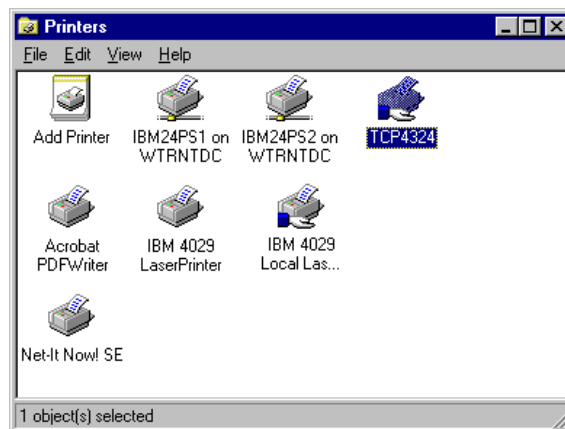 Printers
File Edit View Help
Add Printer
IBM24PS1 on
WTRNTDC
IBM24PS2 on
WTRNTDC
TCP4324
Acrobat
PDFWriter
IBM 4029
LaserPrinter
IBM 4029
Local Las...
Net-It Now! SE
1 object(s) selected